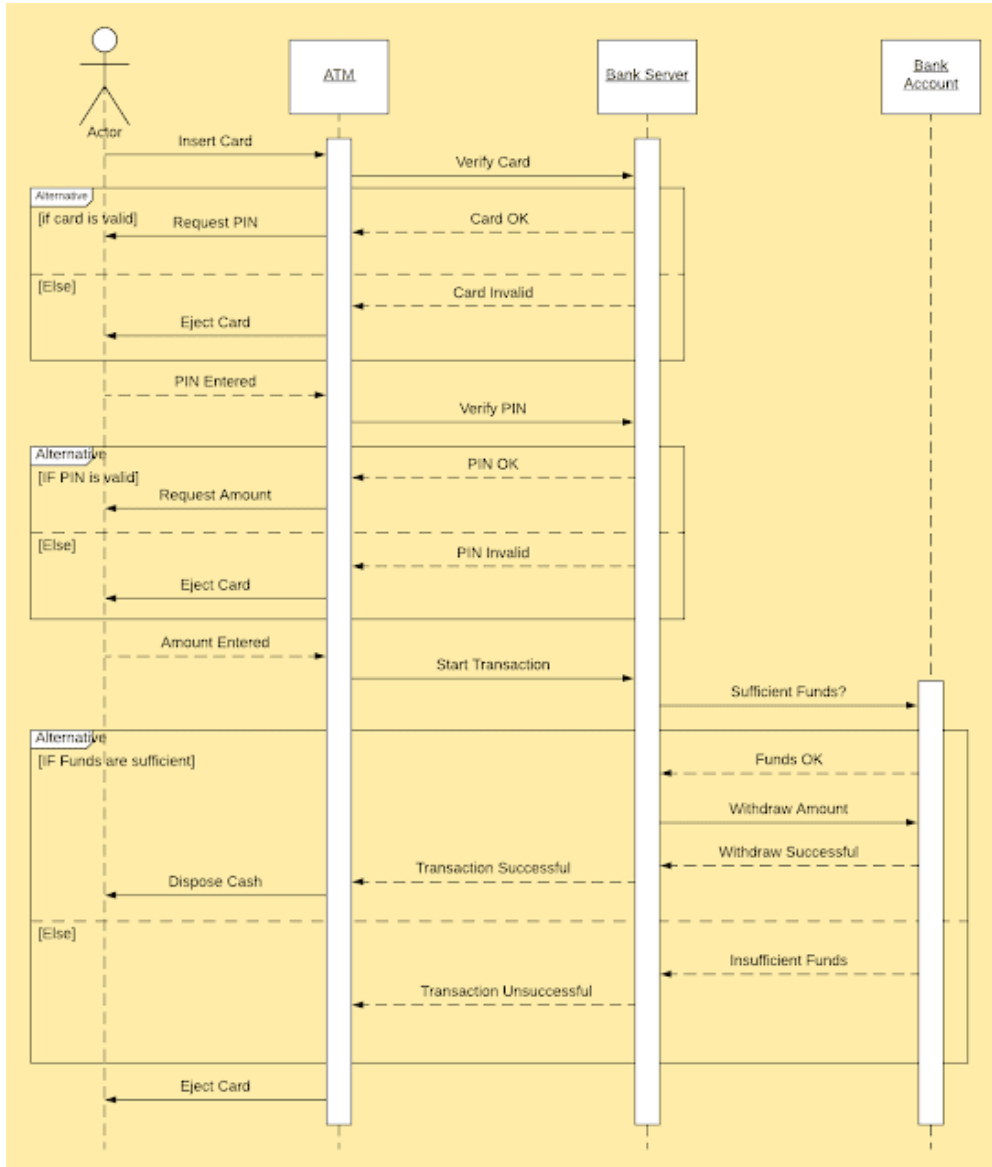 ATM
Bank Server
Bank
Account
Actor
Insert Card
Verify Card
Alternative
[if card is valid]
Card OK
Request PIN
[Else]
Card Invalid
Eject Card
PIN Entered
Verify PIN
Alternative
[IF PIN is valid]
PIN OK
Request Amount
[Else]
PIN Invalid
Eject Card
Amount Entered
Start Transaction
Sufficient Funds?
Alternative
[IF Funds are sufficient]
Funds OK
Withdraw Amount
Withdraw Successful
Transaction Successful
Dispose Cash
[Else]
Insufficient Funds
Transaction Unsuccessful
Eject Card